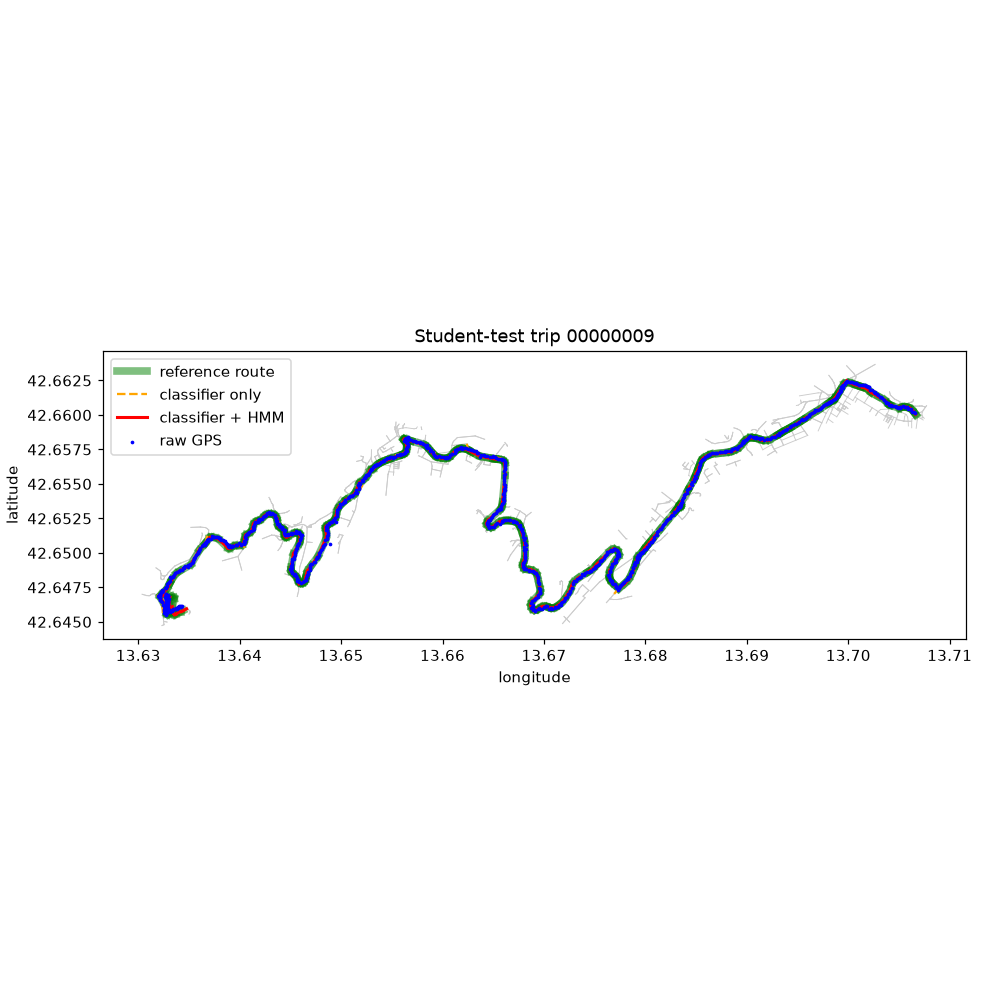 Student-test trip 00000009
reference route
classifier only
classifier + HMM
raw GPS
42.6625
42.6600
42.6575
42.6550
42.6525
42.6500
42.6475
42.6450
latitude
13.63 13.64 13.65 13.66 13.67 13.68 13.69 13.70 13.71
longitude